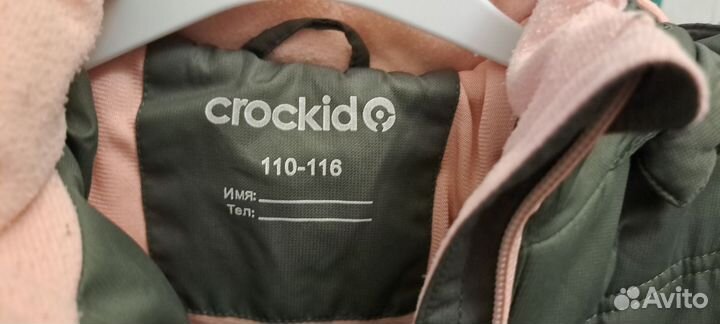 crockid
110-116
Имя:
Тел:
Avito